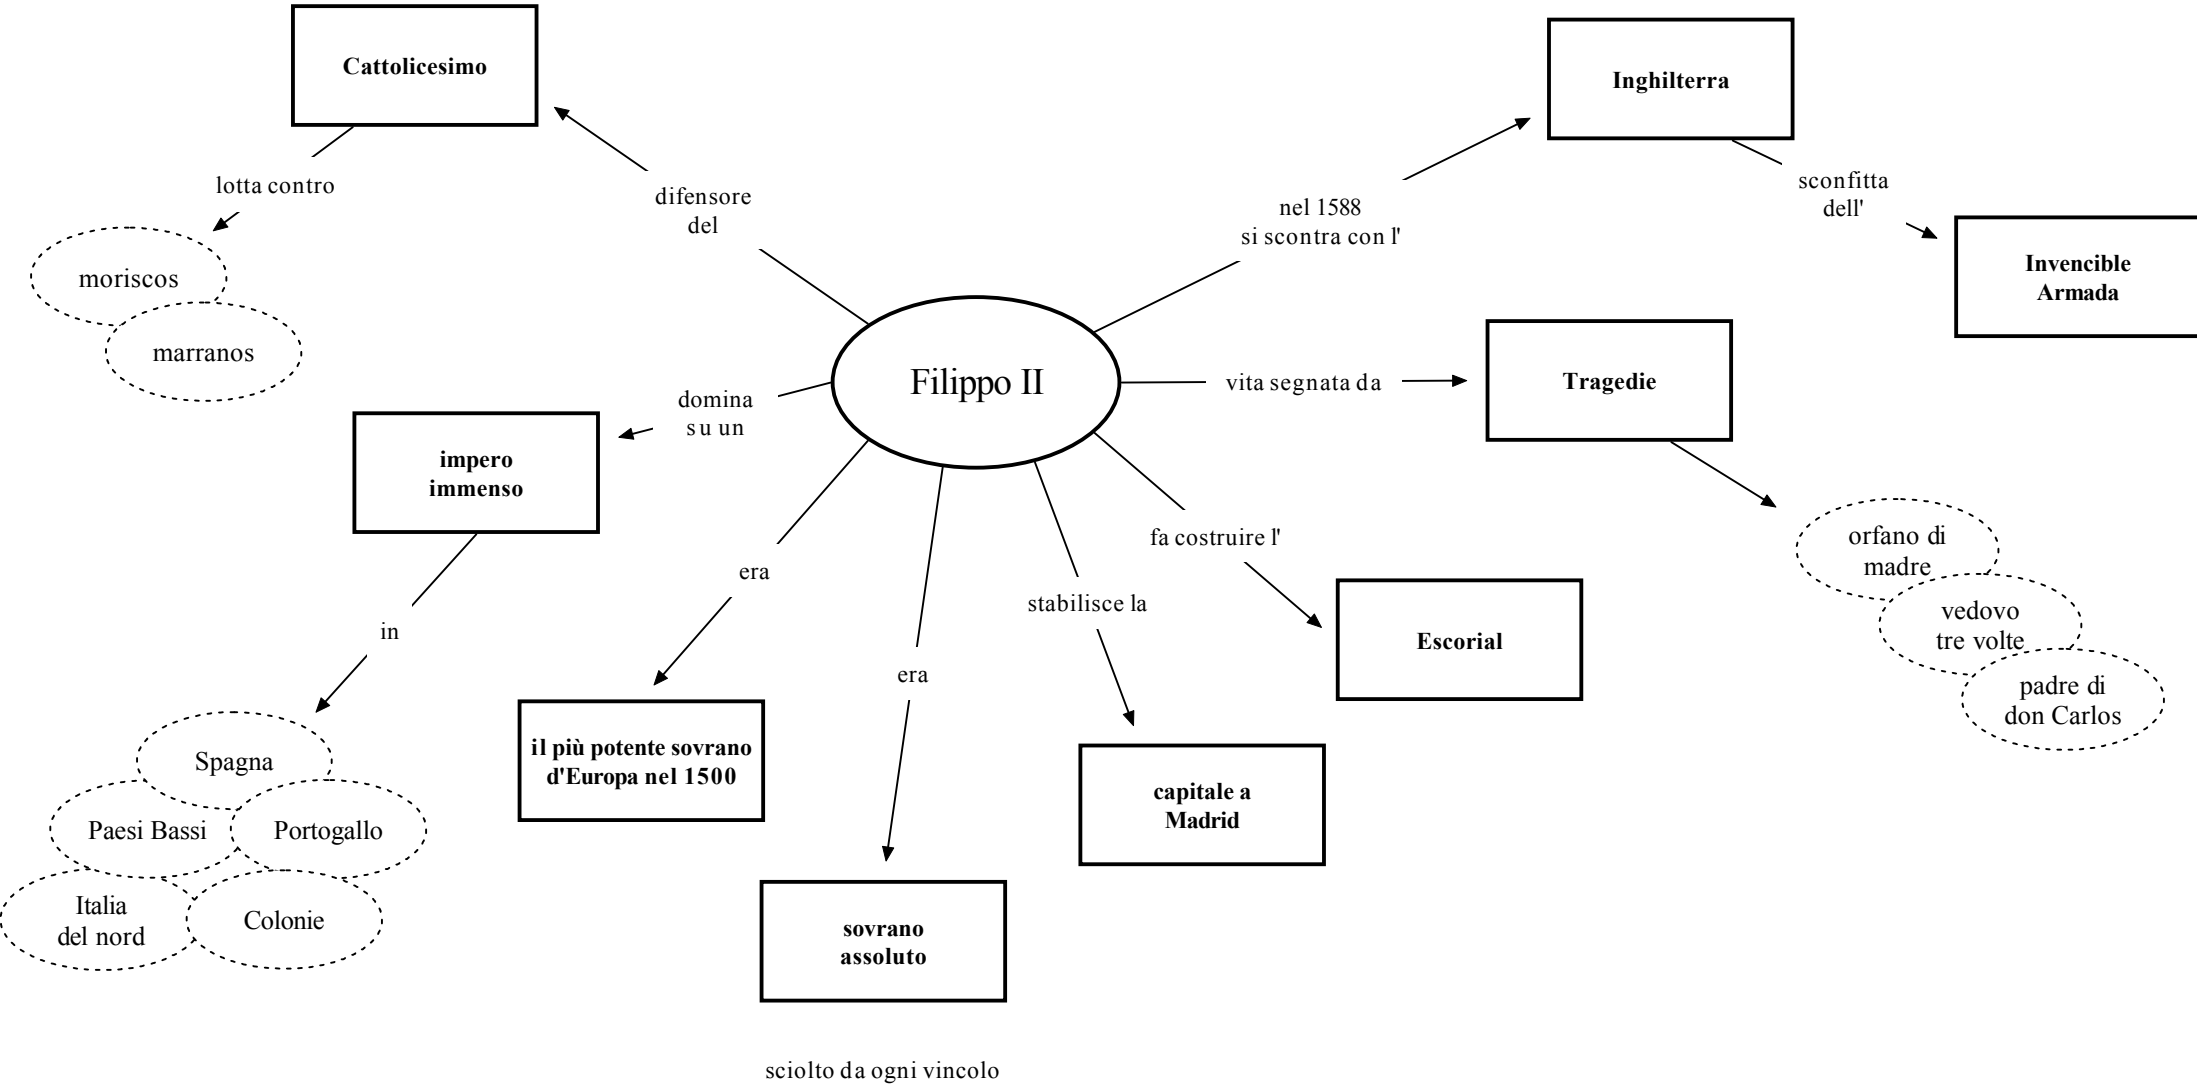 Cattolicesimo
Inghilterra
lotta contro
difensore
del
nel 1588
si scontra con l'
sconfitta
dell'
Invencible
Armada
moriscos
marranos
Filippo II
vita segnata da
Tragedie
domina
su un
impero
immenso
orfano di
madre
vedovo
tre volte
padre di
don Carlos
fa costruire l'
Escorial
era
stabilisce la
in
era
il più potente sovrano
d'Europa nel 1500
capitale a
Madrid
Spagna
Paesi Bassi
Portogallo
Italia
del nord
Colonie
sovrano
assoluto
sciolto da ogni vincolo